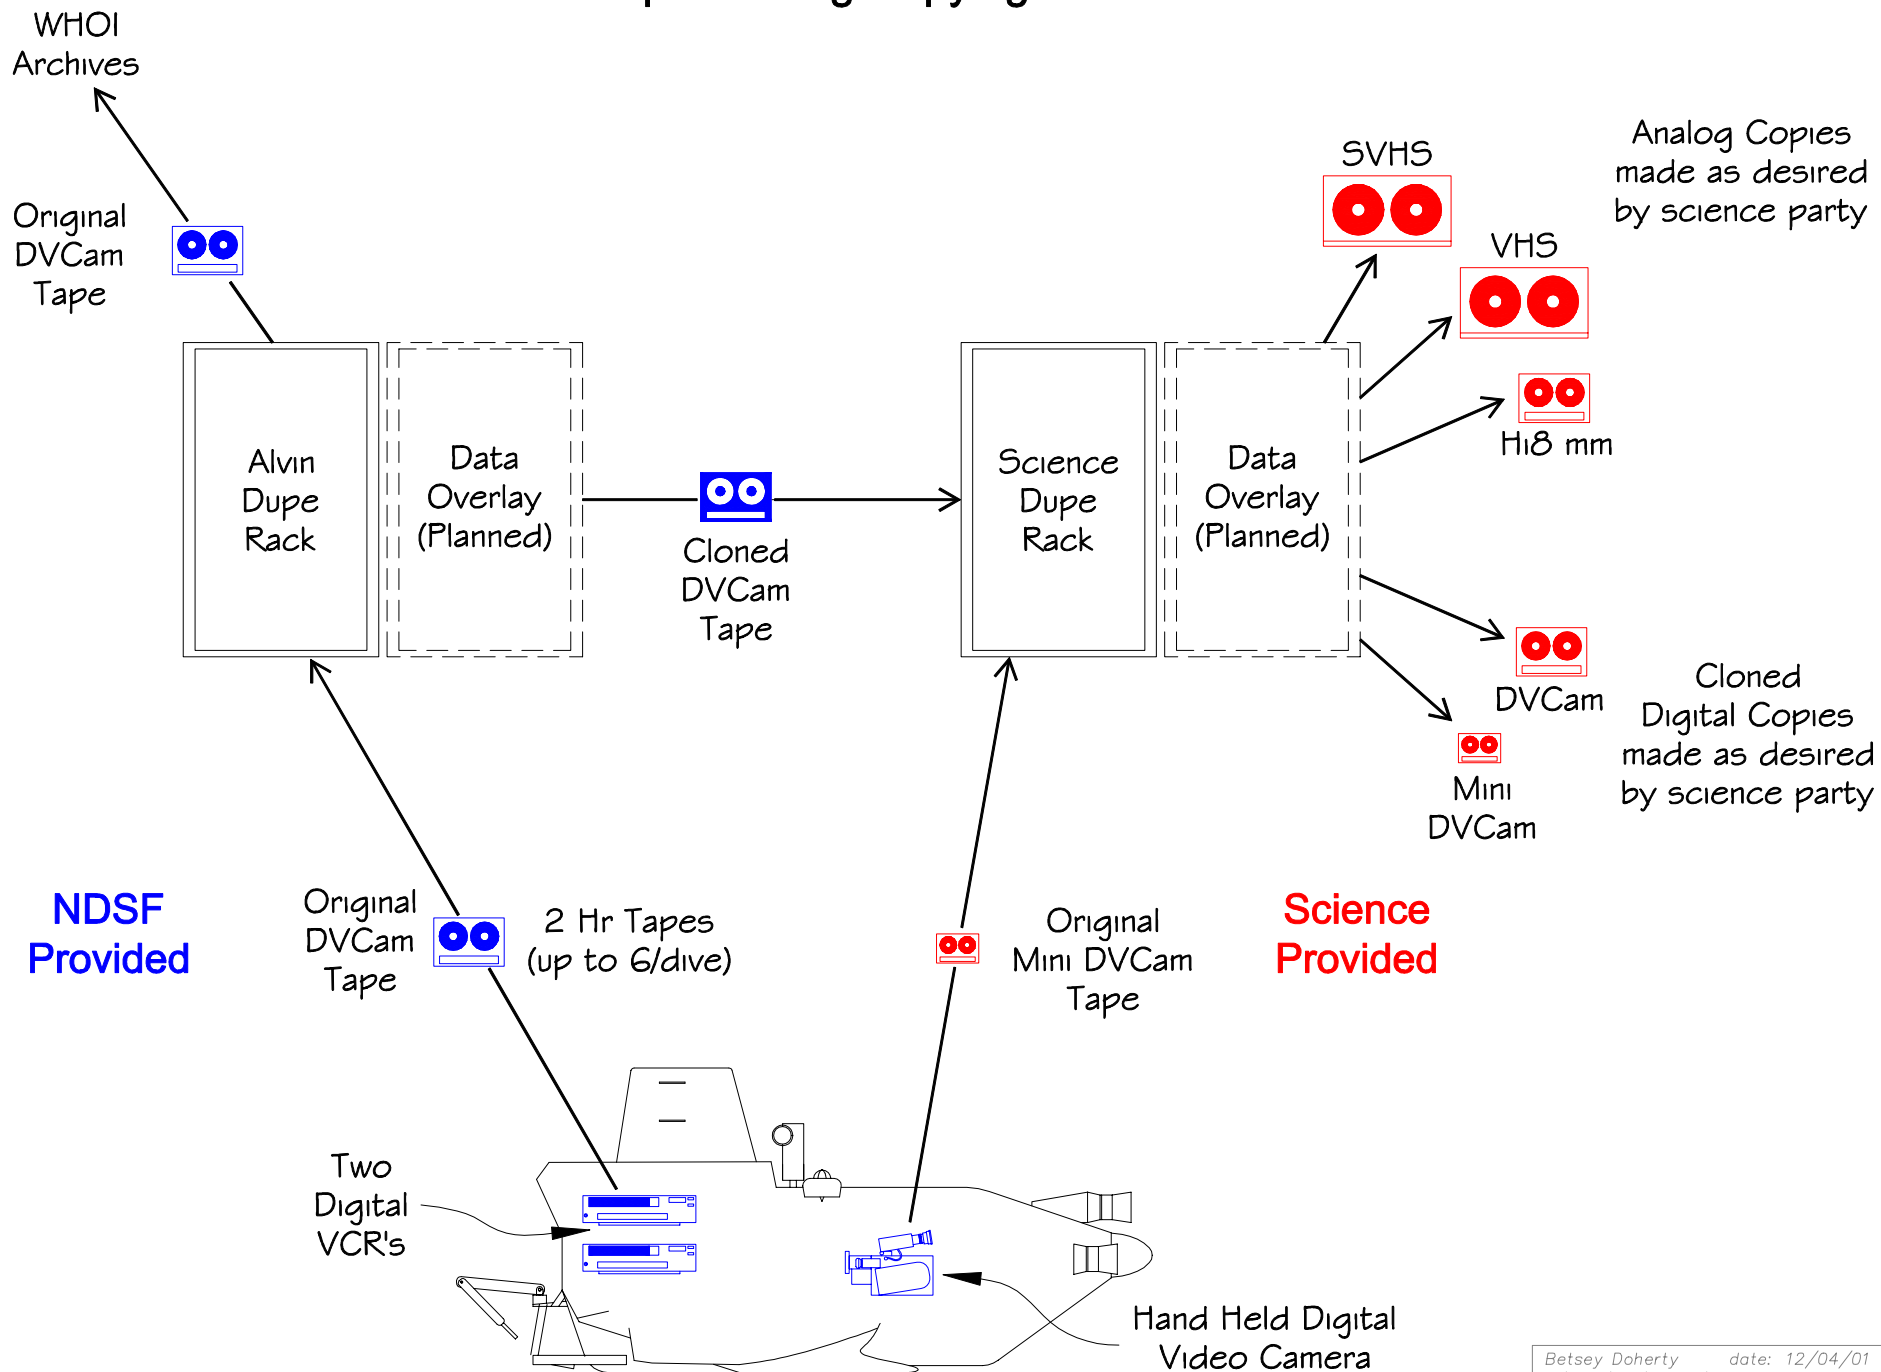 WHOI
Archives
Original
DVCam
Tape
SVHS
Analog Copies
made as desired
by science party
VHS
Hi8 mm
Alvin
Dupe
Rack
Data
Overlay
(Planned)
Cloned
DVCam
Tape
Science
Dupe
Rack
Data
Overlay
(Planned)
DVCam
Mini
DVCam
Cloned
Digital Copies
made as desired
by science party
NDSF
Provided
Original
DVCam
Tape
2 Hr Tapes
(up to 6/dive)
Original
Mini DVCam
Tape
Science
Provided
Two
Digital
VCR's
Hand Held Digital
Video Camera
Betsey Doherty date: 12/04/01